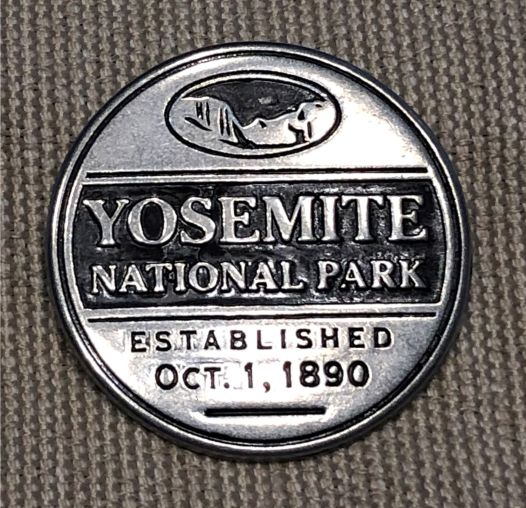 YOSEMITE
NATIONAL PARK
ESTABLISHED
OCT. 1, 1890